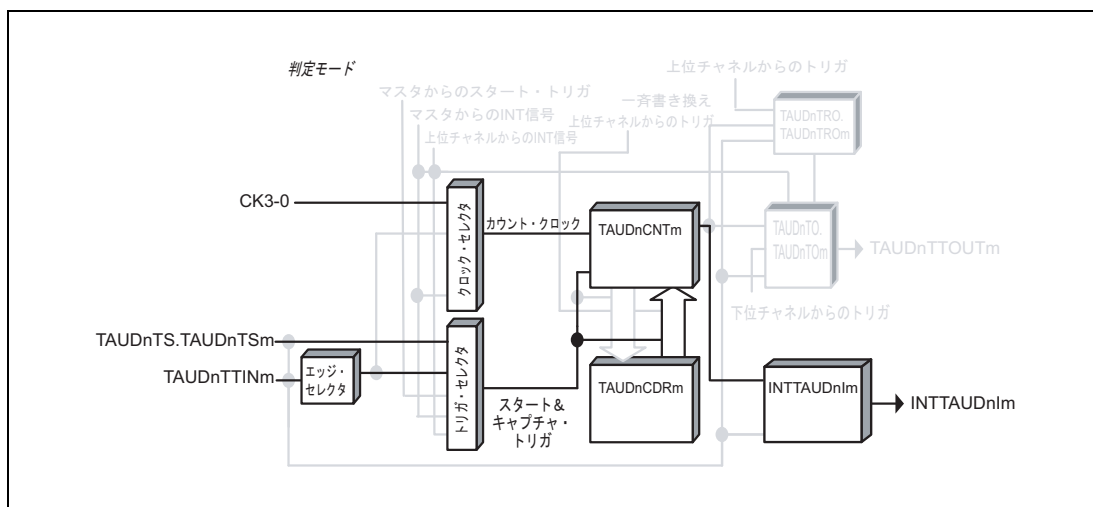 判定モード
上位チャネルからのトリガ
マスタからのスタート・トリガ
一斉書き換え
マスタからのINT信号
上位チャネルからのトリガ
上位チャネルからのINT信号
TAUDnTRO.
TAUDnTROm
CK3-0
クロック・セレクタ
カウント・クロック
TAUDnCNTm
TAUDnTO.
TAUDnTOm
TAUDnTTOUTm
下位チャネルからのトリガ
TAUDnTS.TAUDnTSm
TAUDnTTINm
エッジ・
セレクタ
トリガ・セレクタ
スタート&
キャプチャ・
トリガ
TAUDnCDRm
INTTAUDnIm
INTTAUDnIm